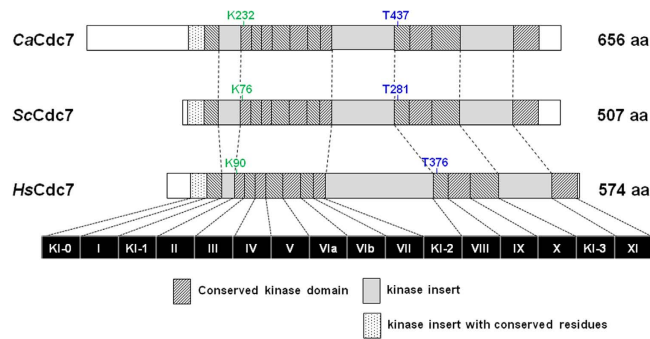 K232 T437
CaCdc7 656 aa
K76 T281
ScCdc7 507 aa
K90 T376
HsCdc7 574 aa
KI-0 I KI-1 II III IV V VIa VIb VII KI-2 VIII IX X KI-3 XI
Conserved kinase domain kinase insert
kinase insert with conserved residues